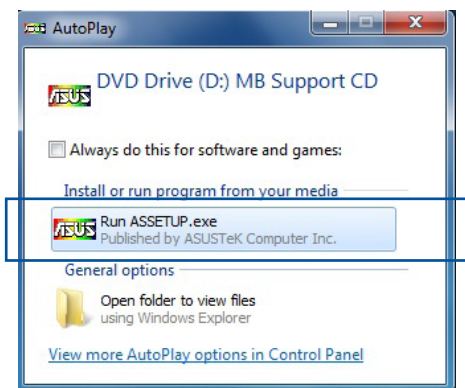 AutoPlay
DVD Drive (D:) MB Support CD
ASUS
Always do this for software and games:
Install or run program from your media
ASUS
Run ASSETUP.exe
Published by ASUSTeK Computer Inc.
General options
Open folder to view files
using Windows Explorer
View more AutoPlay options in Control Panel